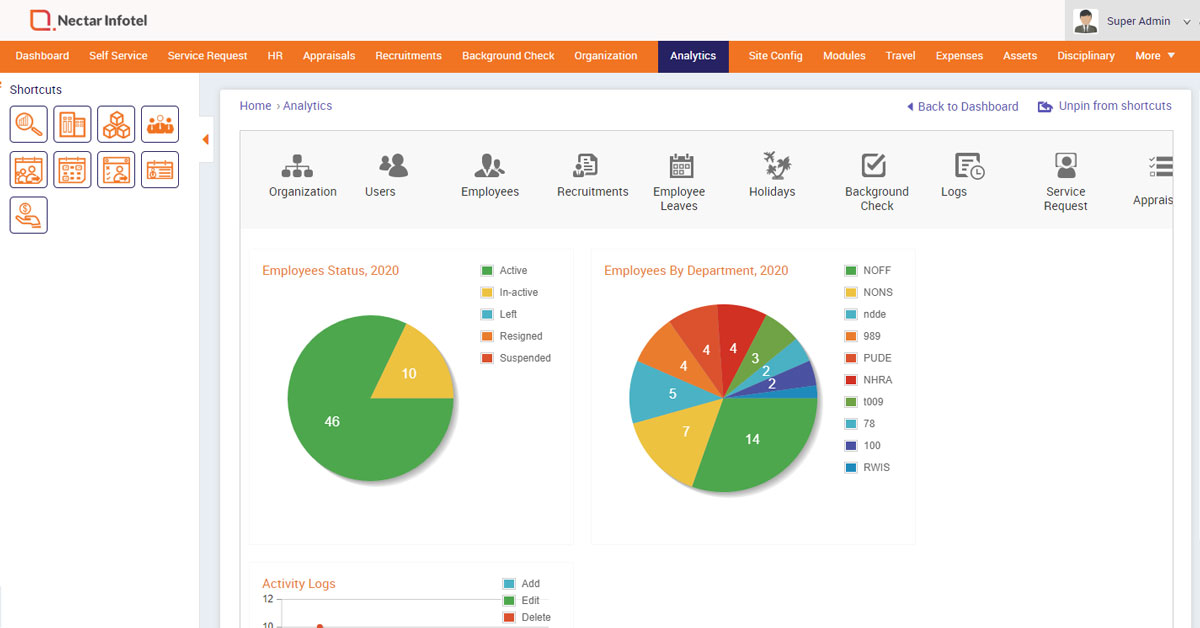 Nectar Infotel
Super Admin
Dashboard Self Service Service Request HR Appraisals Recruitments Background Check Organization Analytics Site Config Modules Travel Expenses Assets Disciplinary More
Shortcuts
Home › Analytics
Back to Dashboard Unpin from shortcuts
Organization Users Employees Recruitments Employee Leaves Holidays Background Check Logs Service Request Apprais
Employees Status, 2020
Active
In-active
Left
Resigned
Suspended
10
46
Employees By Department, 2020
NOFF
NONS
ndde
989
PUDE
NHRA
t009
78
100
RWIS
4
4
3
4
2
2
5
7
14
Activity Logs
Add
Edit
Delete
12
10